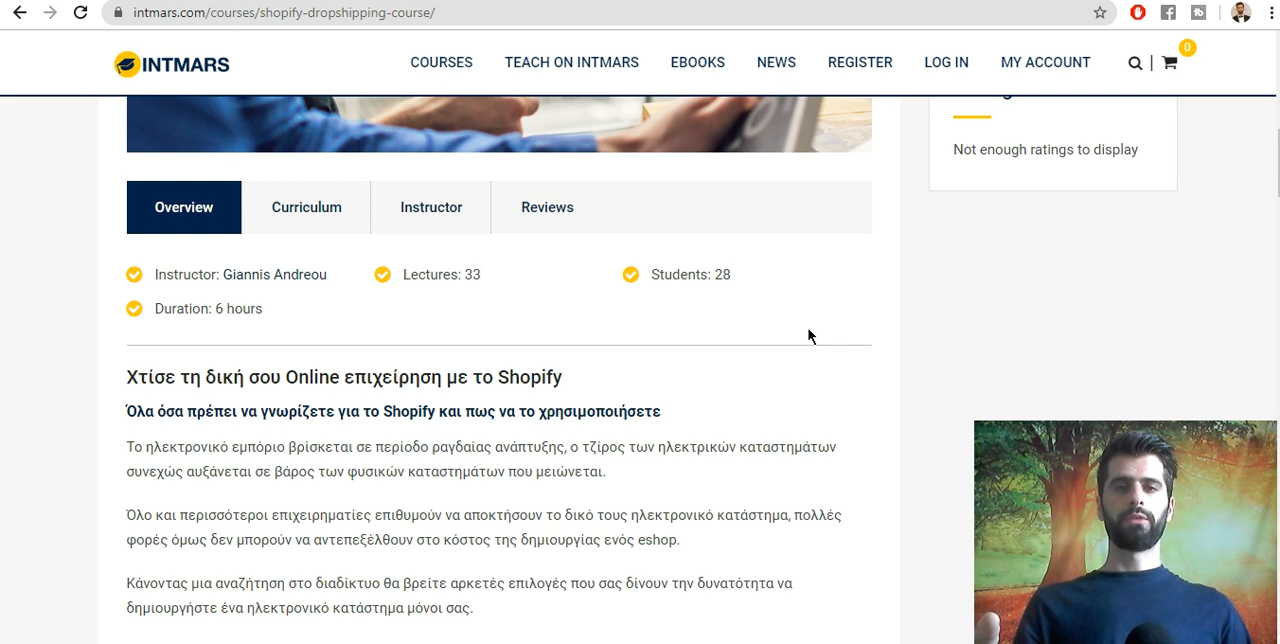 intmars.com/courses/shopify-dropshipping-course/
INTMARS
COURSES
TEACH ON INTMARS
EBOOKS
NEWS
REGISTER
LOG IN
MY ACCOUNT
0
Not enough ratings to display
Overview
Curriculum
Instructor
Reviews
Instructor: Giannis Andreou
Lectures: 33
Students: 28
Duration: 6 hours
Χτίσε τη δική σου Online επιχείρηση με το Shopify
Όλα όσα πρέπει να γνωρίζετε για το Shopify και πως να το χρησιμοποιήσετε
Το ηλεκτρονικό εμπόριο βρίσκεται σε περίοδο ραγδαίας ανάπτυξης, ο τζίρος των ηλεκτρικών καταστημάτων
συνεχώς αυξάνεται σε βάρος των φυσικών καταστημάτων που μειώνεται.
Όλο και περισσότεροι επιχειρηματίες επιθυμούν να αποκτήσουν το δικό τους ηλεκτρονικό κατάστημα, πολλές
φορές όμως δεν μπορούν να αντεπεξέλθουν στο κόστος της δημιουργίας ενός eshop.
Κάνοντας μια αναζήτηση στο διαδίκτυο θα βρείτε αρκετές επιλογές που σας δίνουν την δυνατότητα να
δημιουργήστε ένα ηλεκτρονικό κατάστημα μόνοι σας.